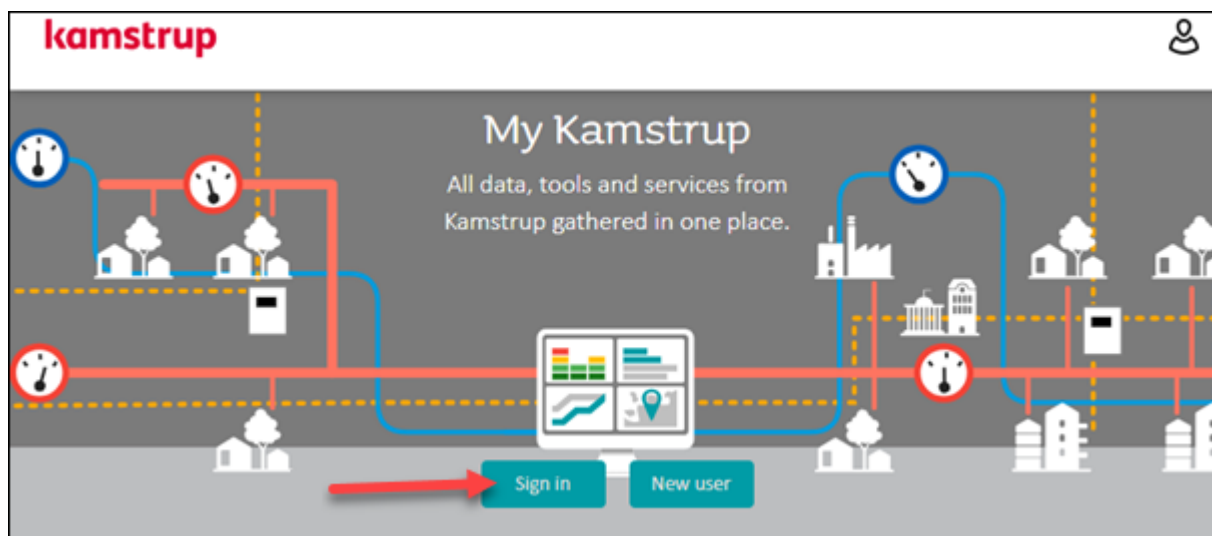 kamstrup
My Kamstrup
All data, tools and services from
Kamstrup gathered in one place.
Sign in
New user